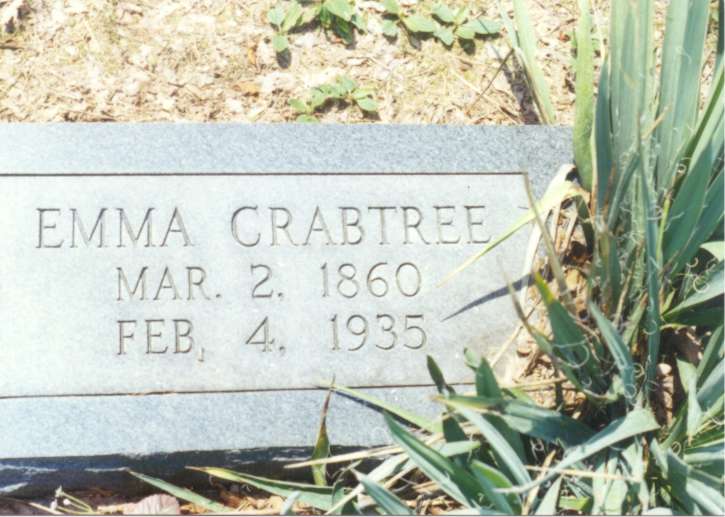 EMMA CRABTREE
MAR. 2, 1860
FEB, 4, 1935